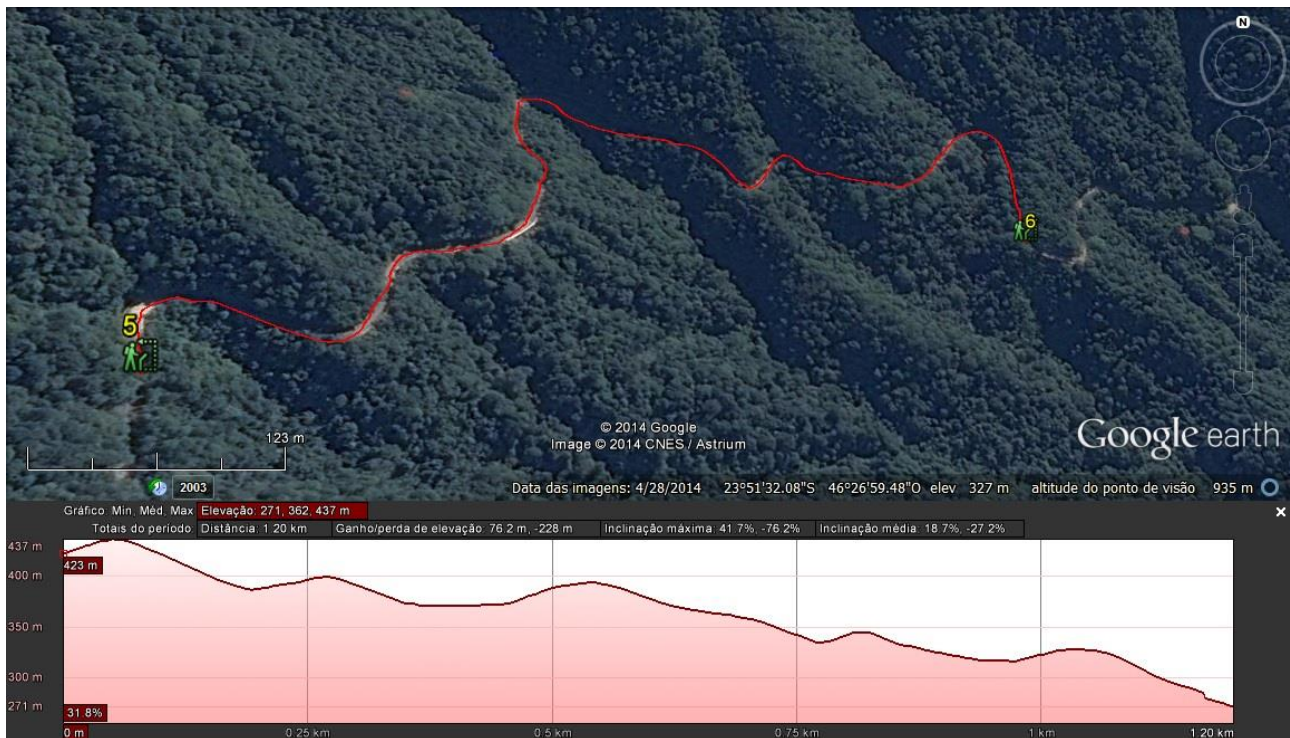 N
6
5
123 m
© 2014 Google
Image © 2014 CNES / Astrium
Google earth
2003
Data das imagens: 4/28/2014 23°51'32.08"S 46°26'59.48"O elev 327 m altitude do ponto de visão 935 m
Gráfico: Min, Méd, Max Elevação: 271, 362, 437 m
Totais do período: Distância: 1.20 km Ganho/perda de elevação: 76.2 m, -228 m Inclinação máxima: 41.7%, -76.2% Inclinação média: 18.7%, -27.2%
437 m
423 m
400 m
350 m
300 m
271 m
31.8%
0 m 0.25 km 0.5 km 0.75 km 1 km 1.20 km